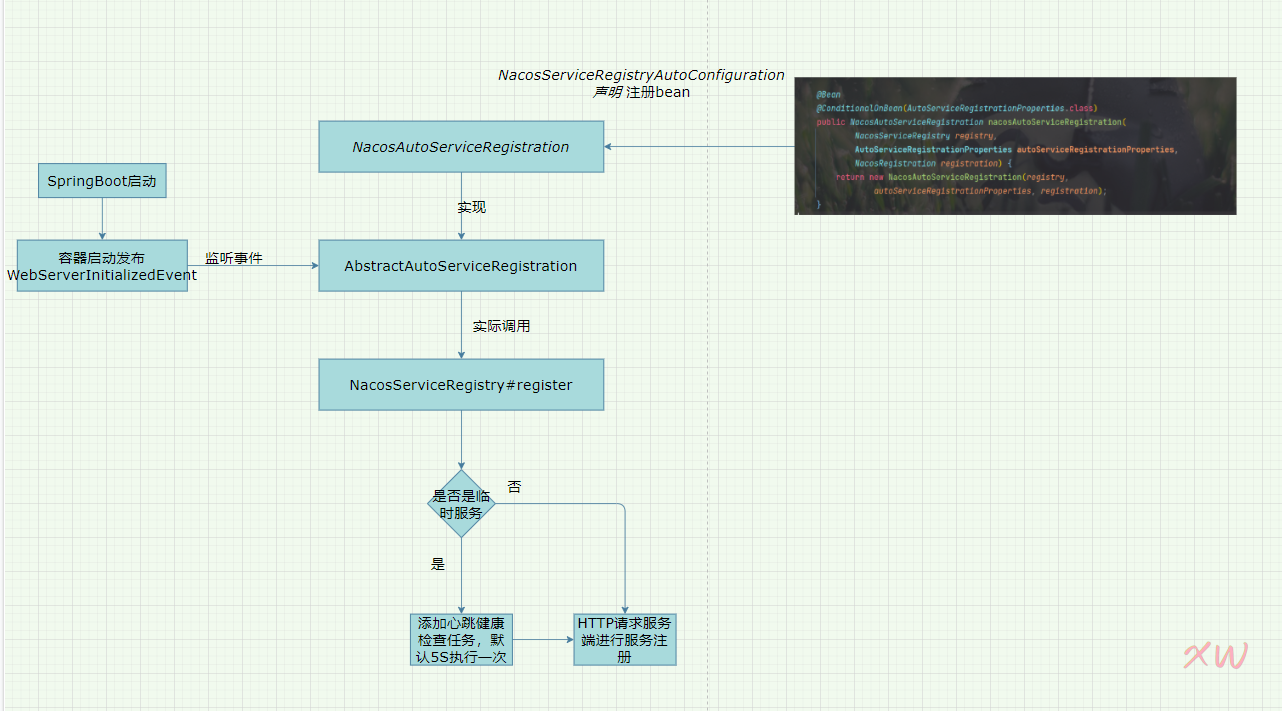 NacosServiceRegistryAutoConfiguration
声明 注册bean
@Bean
@ConditionalOnBean(AutoServiceRegistrationProperties.class)
public NacosAutoServiceRegistration nacosAutoServiceRegistration(
NacosServiceRegistry registry,
AutoServiceRegistrationProperties autoServiceRegistrationProperties,
NacosRegistration registration) {
return new NacosAutoServiceRegistration(registry,
autoServiceRegistrationProperties, registration);
}
NacosAutoServiceRegistration
SpringBoot启动
实现
容器启动发布
WebServerInitializedEvent
监听事件
AbstractAutoServiceRegistration
实际调用
NacosServiceRegistry#register
是否是临
时服务
否
是
添加心跳健康
检查任务，默
认5S执行一次
HTTP请求服务
端进行服务注
册
XW